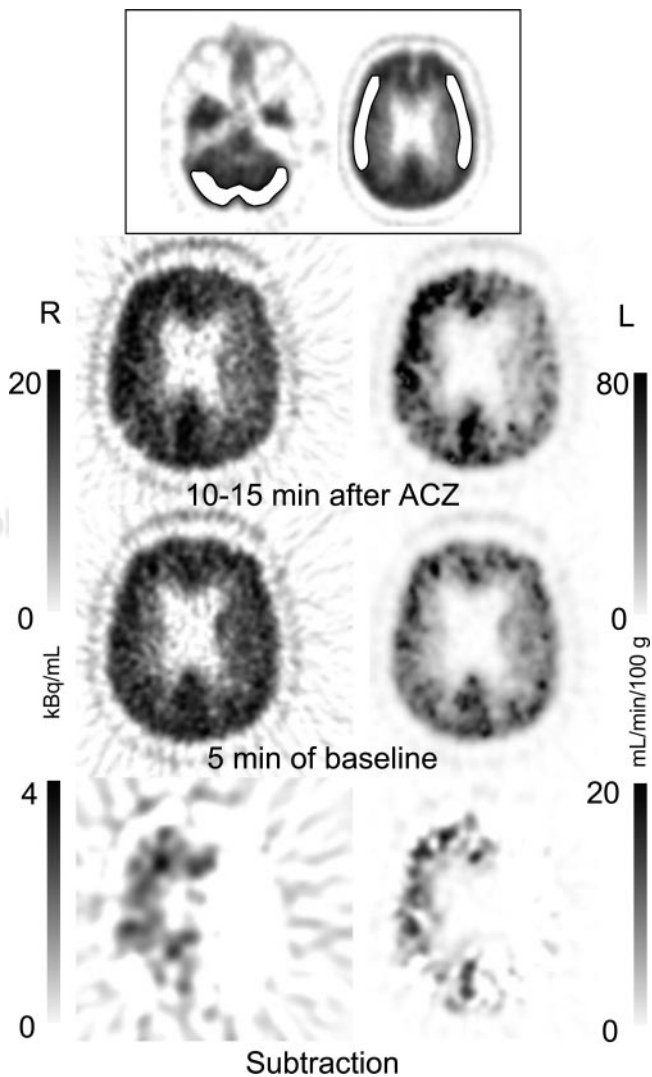 R
L
20
80
10-15 min after ACZ
0
0
kBq/mL
mL/min/100 g
5 min of baseline
4
20
0
0
Subtraction